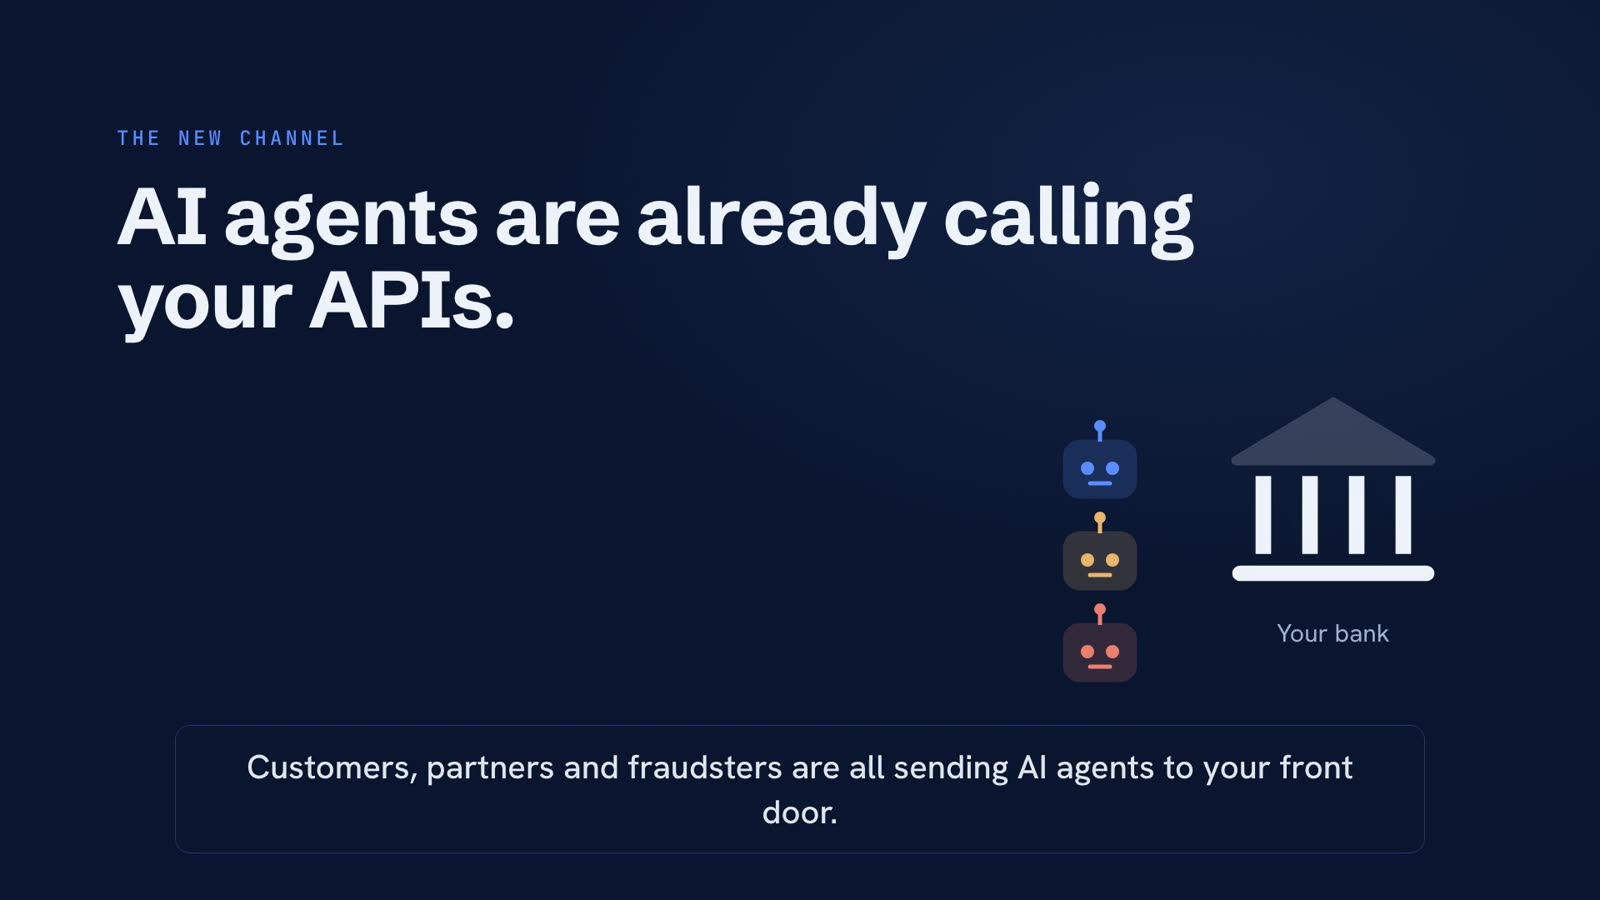 THE NEW CHANNEL
AI agents are already calling
your APIs.
Your bank
Customers, partners and fraudsters are all sending AI agents to your front
door.